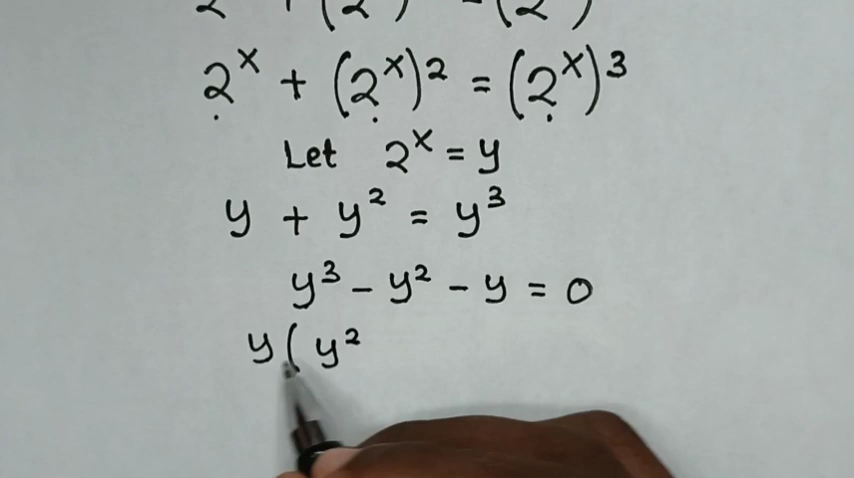 2^x + (2^x)^2 = (2^x)^3
Let 2^x = y
y + y^2 = y^3
y^3 - y^2 - y = 0
y(y^2